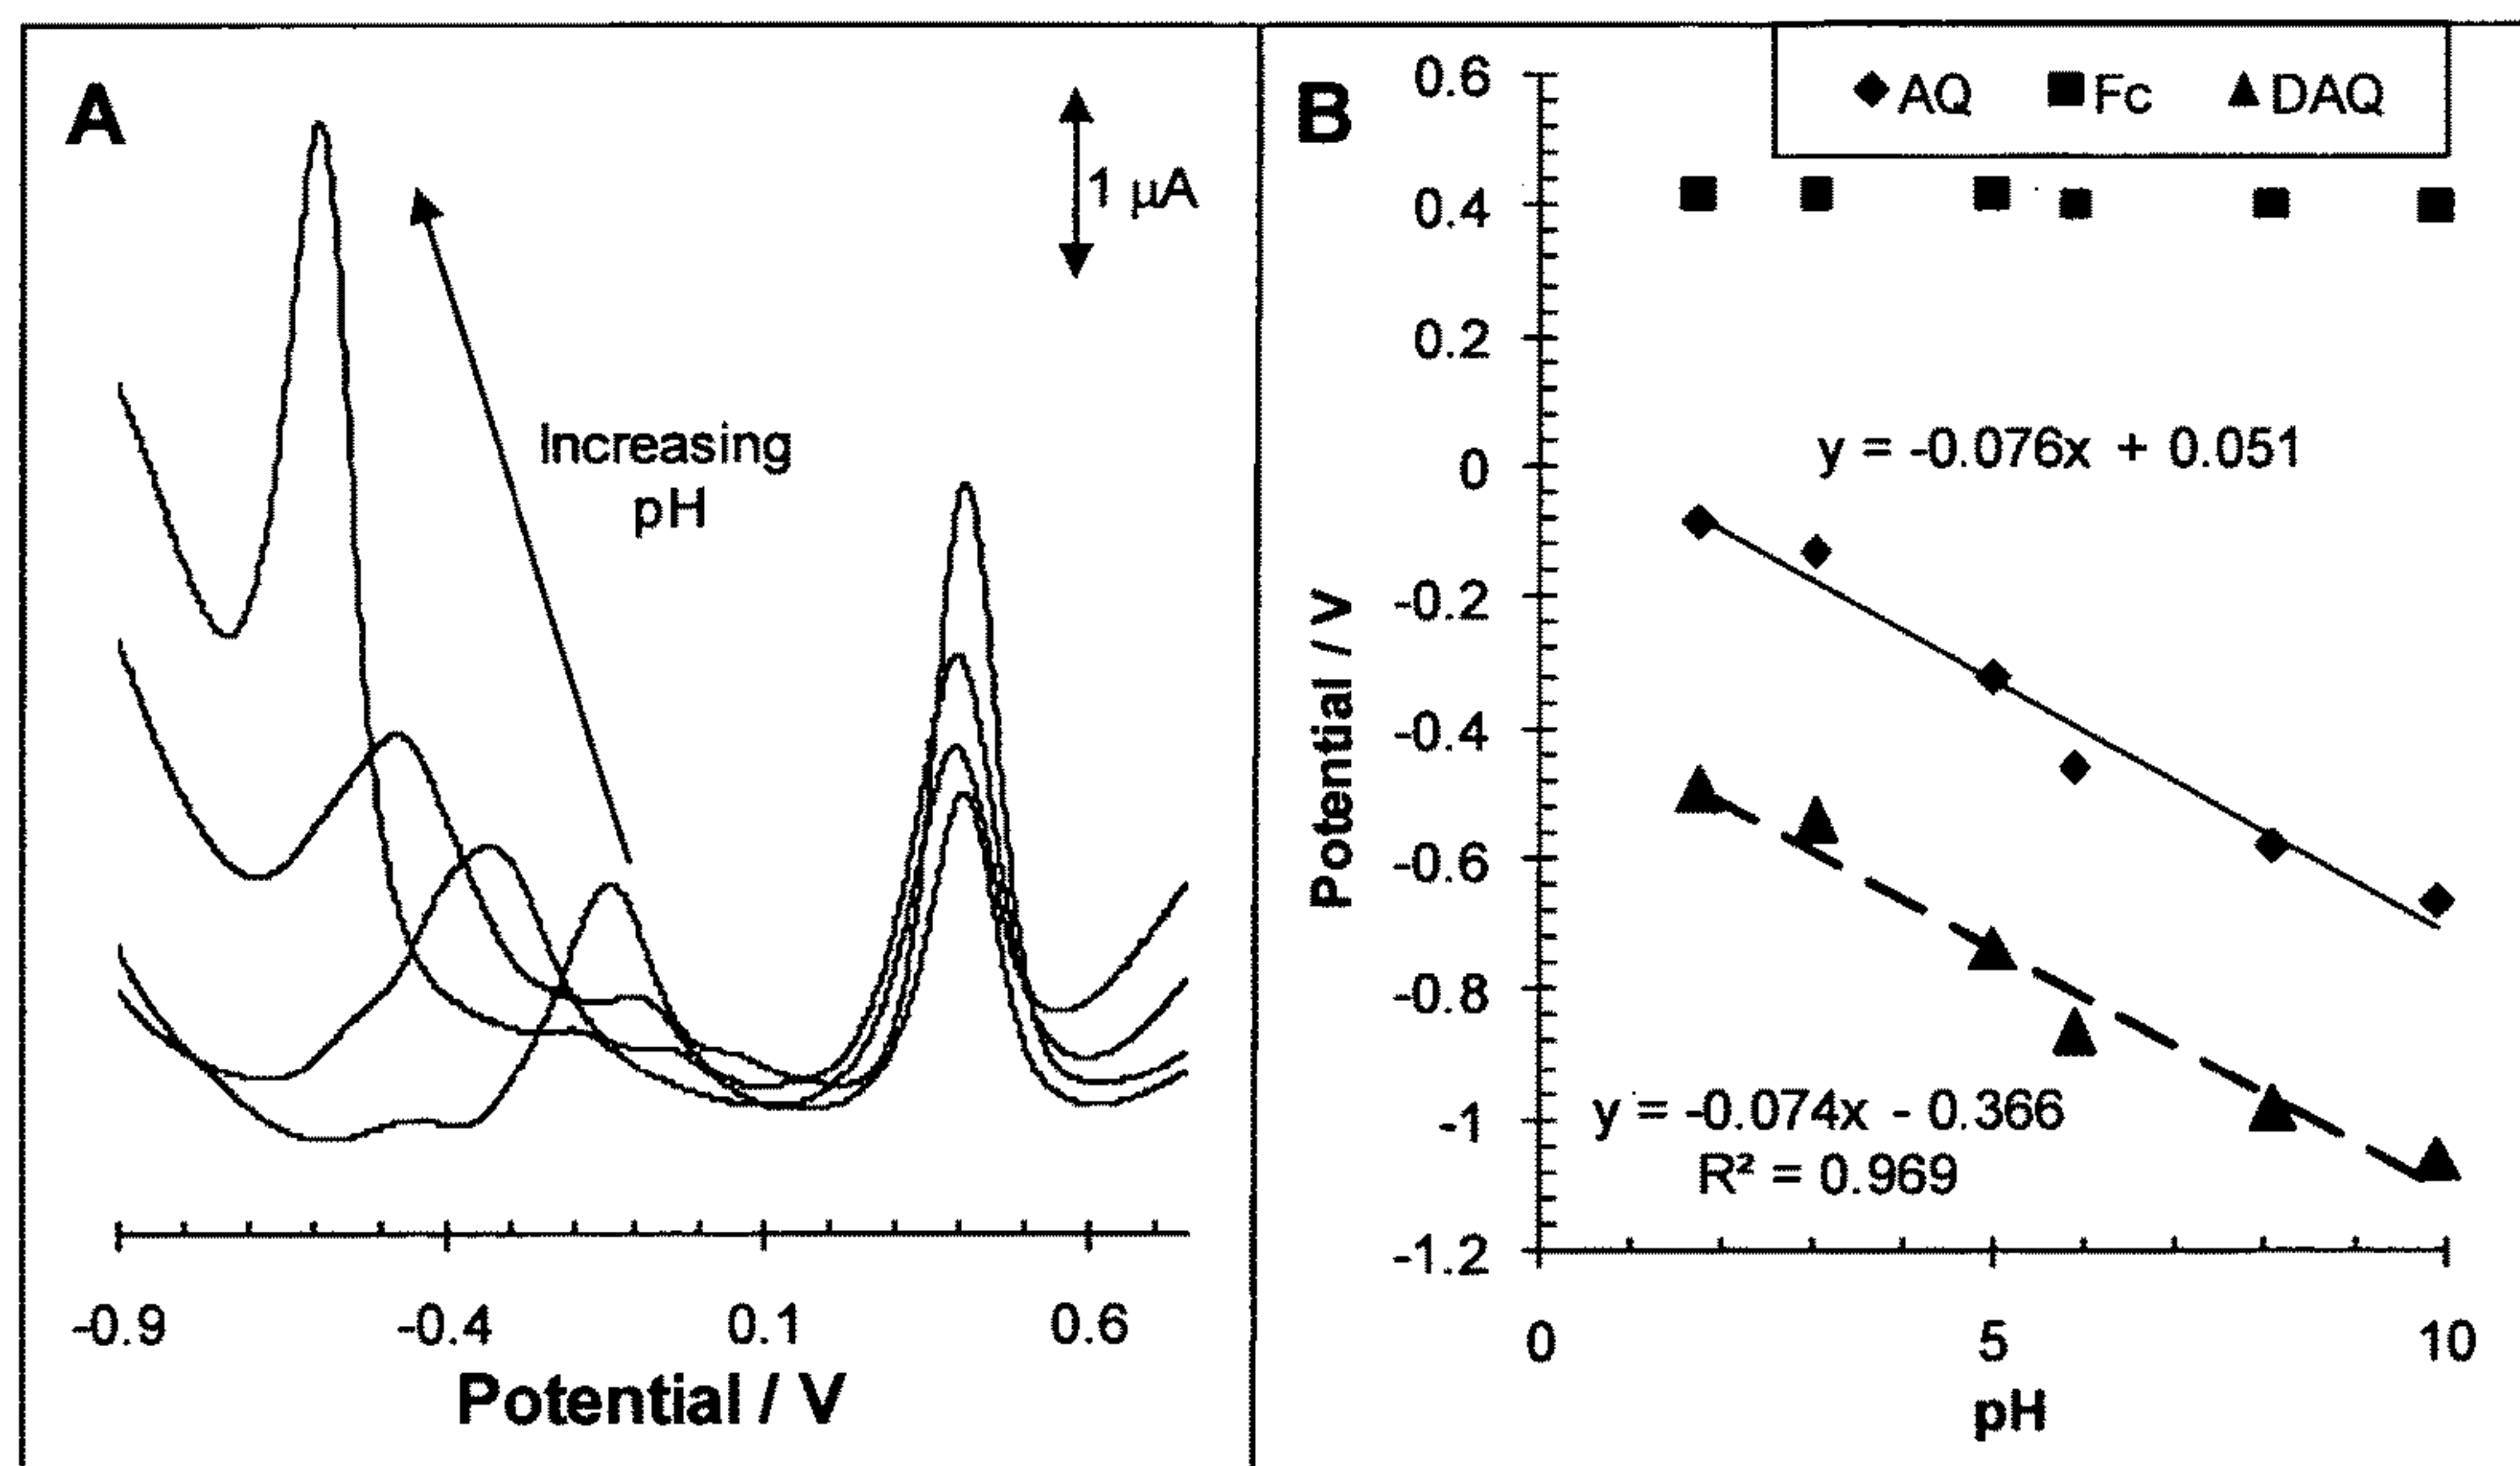 A
1 μA
Increasing
pH
-0.9
-0.4
0.1
0.6
Potential / V
B
AQ
Fc
DAQ
0.6
0.4
0.2
0
-0.2
-0.4
-0.6
-0.8
-1
-1.2
Potential / V
y = -0.076x + 0.051
y = -0.074x - 0.366
R² = 0.969
0
5
10
pH